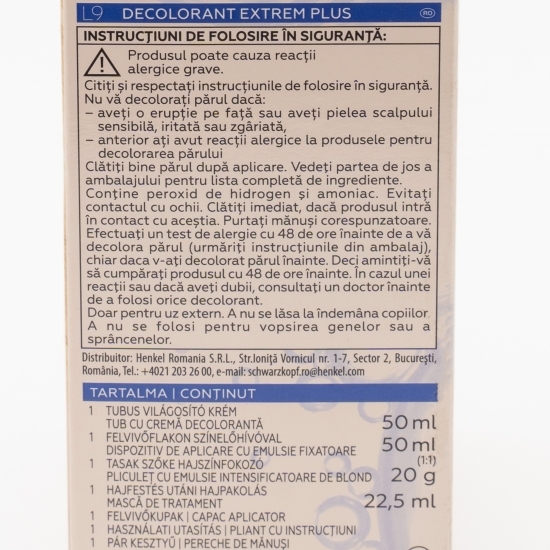 L9 DECOLORANT EXTREM PLUS RO
INSTRUCȚIUNI DE FOLOSIRE ÎN SIGURANȚĂ:
Produsul poate cauza reacții
alergice grave.
Citiți și respectați instrucțiunile de folosire în siguranță.
Nu vă decolorați părul dacă:
– aveți o erupție pe față sau aveți pielea scalpului
sensibilă, iritată sau zgâriată,
– anterior ați avut reacții alergice la produsele pentru
decolorarea părului
Clătiți bine părul după aplicare. Vedeți partea de jos a
ambalajului pentru lista completă de ingrediente.
Conține peroxid de hidrogen și amoniac. Evitați
contactul cu ochii. Clătiți imediat, dacă produsul intră
în contact cu aceștia. Purtați mănuși corespunzatoare.
Efectuați un test de alergie cu 48 de ore înainte de a vă
decolora părul (urmăriți instrucțiunile din ambalaj),
chiar daca v-ați decolorat părul înainte. Deci amintiți-vă
să cumpărați produsul cu 48 de ore înainte. În cazul unei
reacții sau dacă aveți dubii, consultați un doctor înainte
de a folosi orice decolorant.
Doar pentru uz extern. A nu se lăsa la îndemâna copiilor.
A nu se folosi pentru vopsirea genelor sau a
sprâncenelor.
Distribuitor: Henkel Romania S.R.L., Str.Ioniță Vornicul nr. 1-7, Sector 2, București,
România, Tel.: +4021 203 26 00, e-mail: schwarzkopf.ro@henkel.com
TARTALMA | CONȚINUT
1 TUBUS VILÁGOSÍTÓ KRÉM
TUB CU CREMĂ DECOLORANTĂ 50 ml
1 FELVIVŐFLAKON SZÍNELŐHÍVÓVAL
DISPOZITIV DE APLICARE CU EMULSIE FIXATOARE 50 ml
(1:1)
1 TASAK SZŐKE HAJSZÍNFOKOZÓ
PLICULEȚ CU EMULSIE INTENSIFICATOARE DE BLOND 20 g
1 HAJFESTÉS UTÁNI HAJPAKOLÁS
MASCĂ DE TRATAMENT 22,5 ml
1 FELVIVŐKUPAK | CAPAC APLICATOR
1 HASZNÁLATI UTASÍTÁS | PLIANT CU INSTRUCȚIUNI
1 PÁR KESZTYŰ | PERECHE DE MĂNUȘI